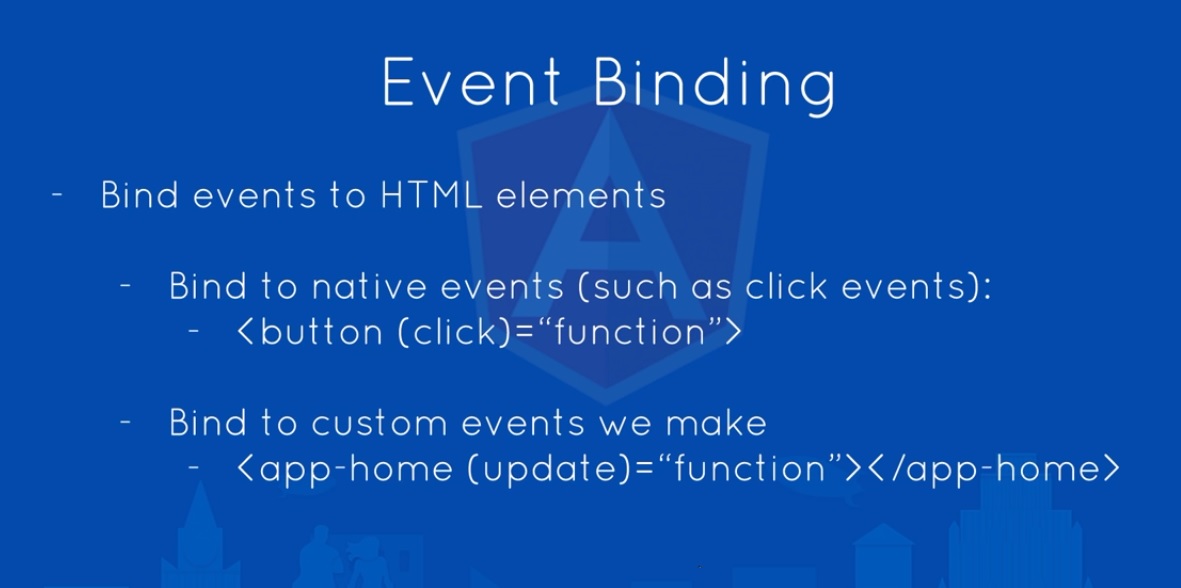 Event Binding
- Bind events to HTML elements
- Bind to native events (such as click events):
- <button (click)=“function”>
- Bind to custom events we make
- <app-home (update)=“function”></app-home>